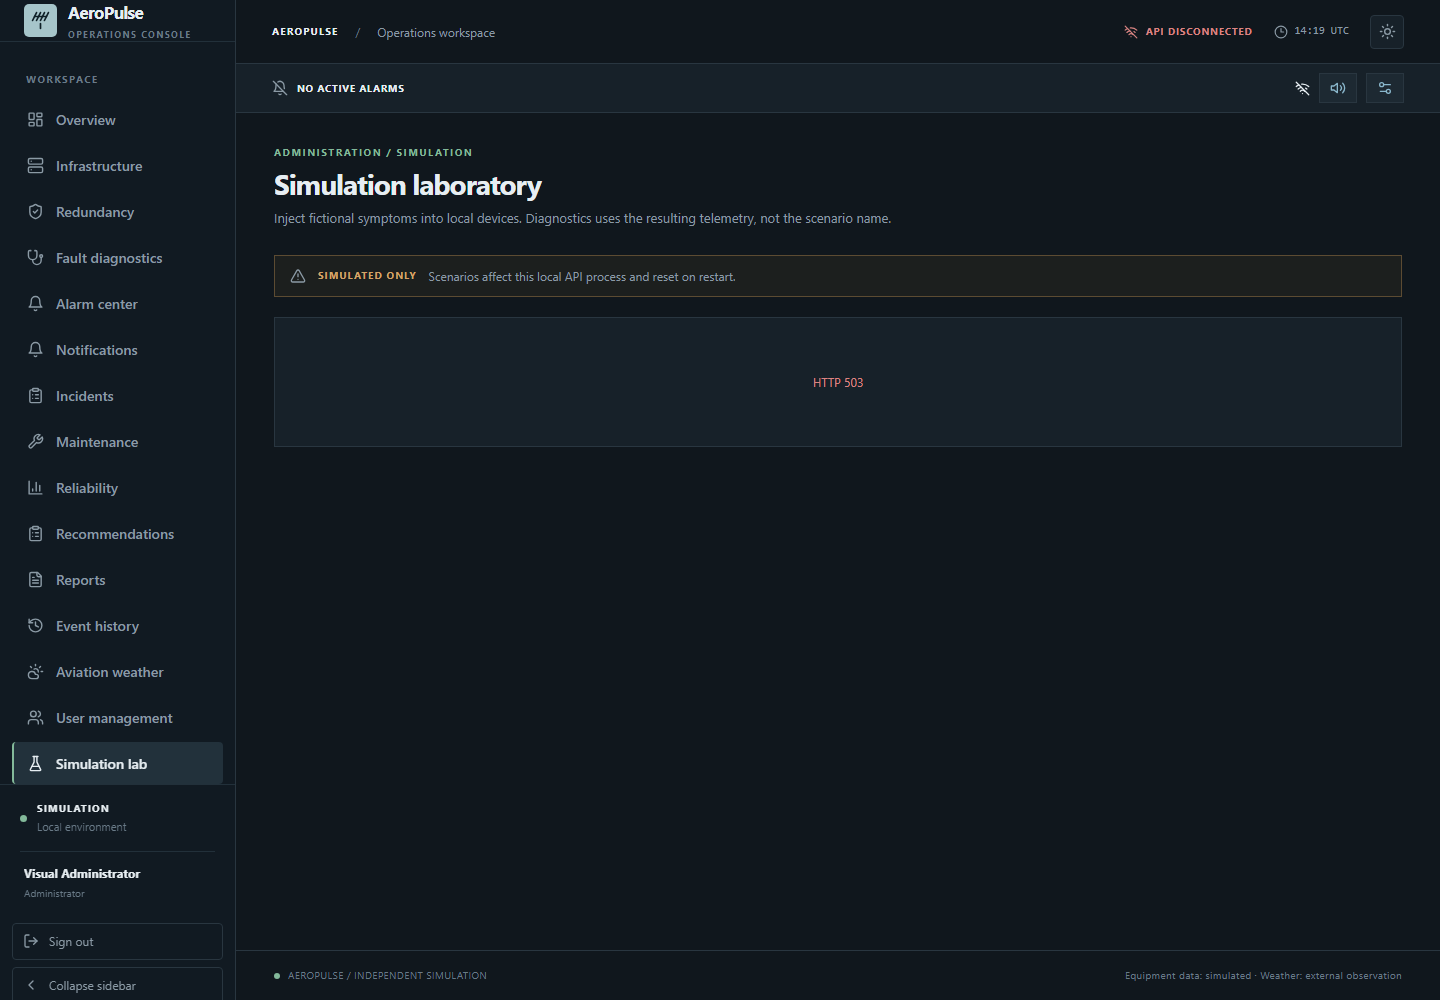 AeroPulse
OPERATIONS CONSOLE
WORKSPACE
Overview
Infrastructure
Redundancy
Fault diagnostics
Alarm center
Notifications
Incidents
Maintenance
Reliability
Recommendations
Reports
Event history
Aviation weather
User management
Simulation lab
SIMULATION
Local environment
Visual Administrator
Administrator
Sign out
Collapse sidebar
AEROPULSE / Operations workspace
API DISCONNECTED 14:19 UTC
NO ACTIVE ALARMS
ADMINISTRATION / SIMULATION
Simulation laboratory
Inject fictional symptoms into local devices. Diagnostics uses the resulting telemetry, not the scenario name.
SIMULATED ONLY Scenarios affect this local API process and reset on restart.
HTTP 503
AEROPULSE / INDEPENDENT SIMULATION
Equipment data: simulated · Weather: external observation